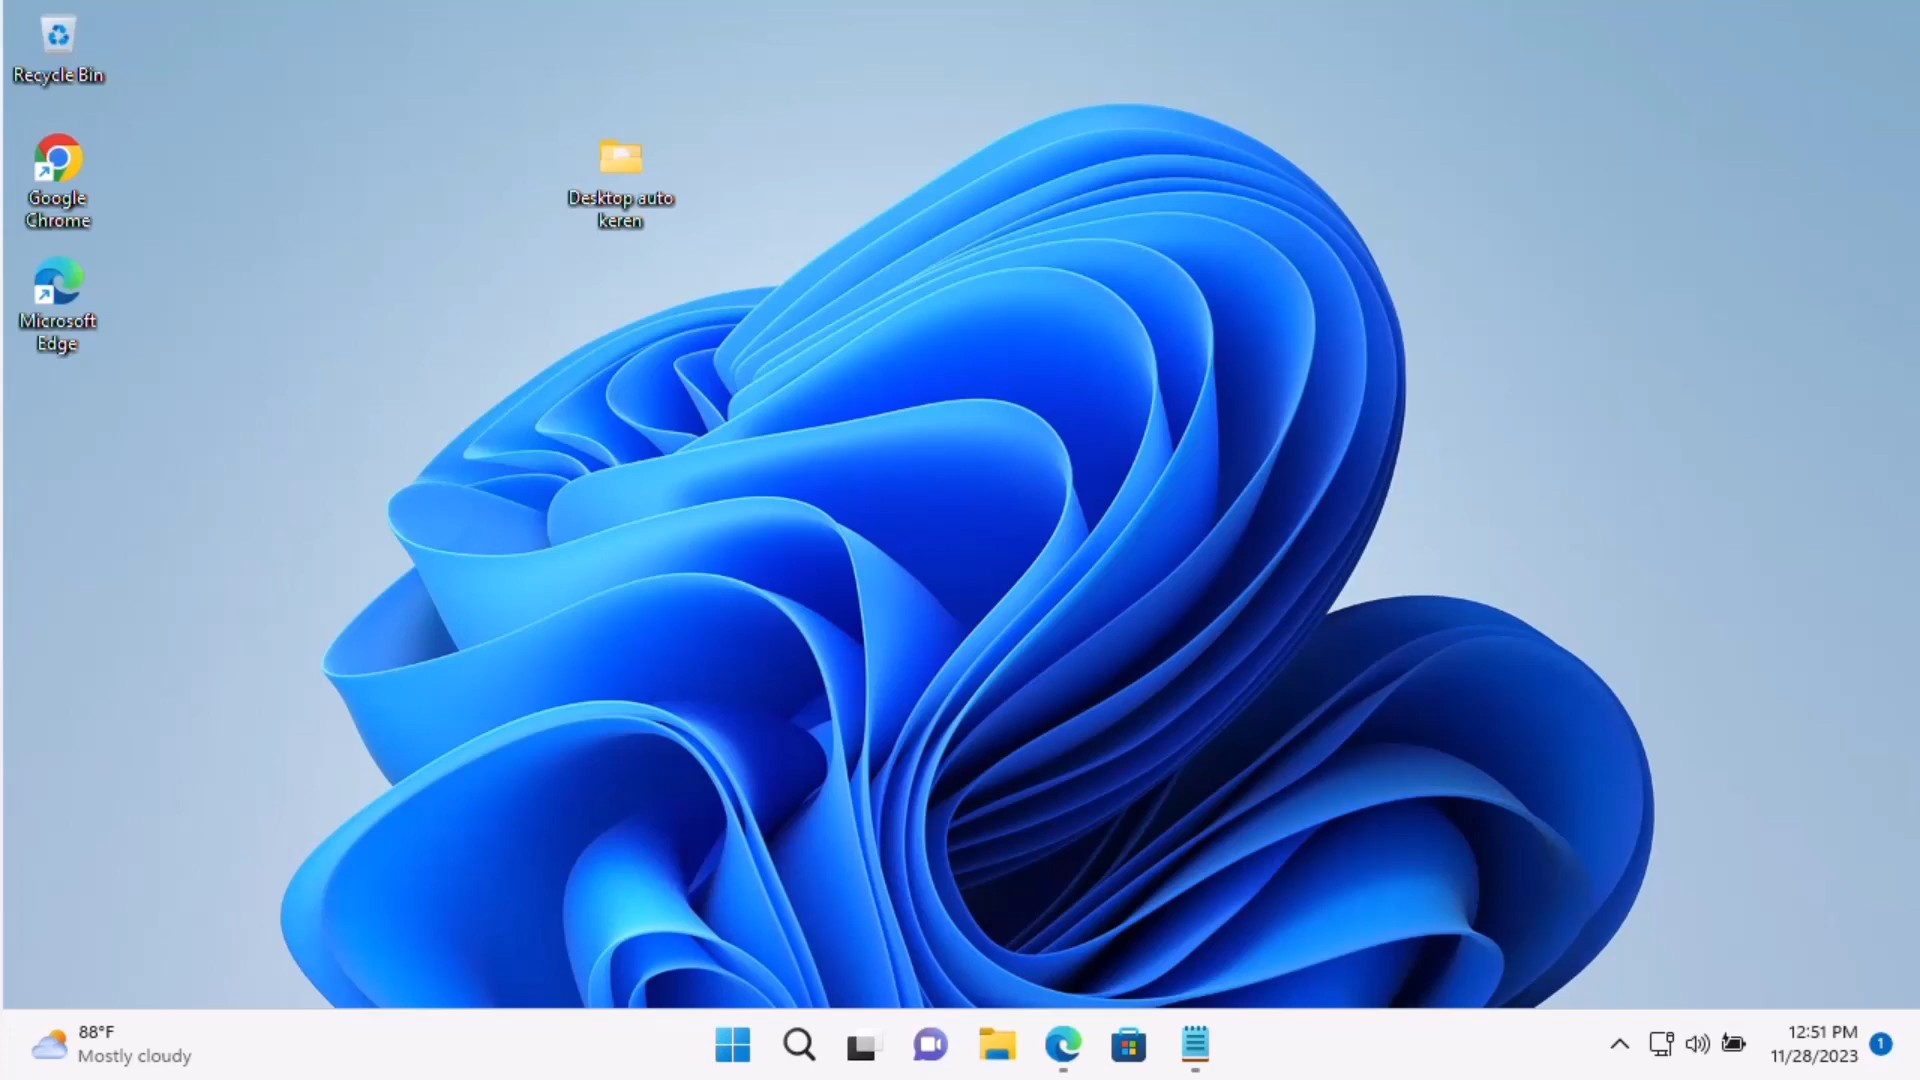 Recycle Bin
Google
Chrome
Microsoft
Edge
Desktop auto
keren
88°F
Mostly cloudy
12:51 PM
11/28/2023
1